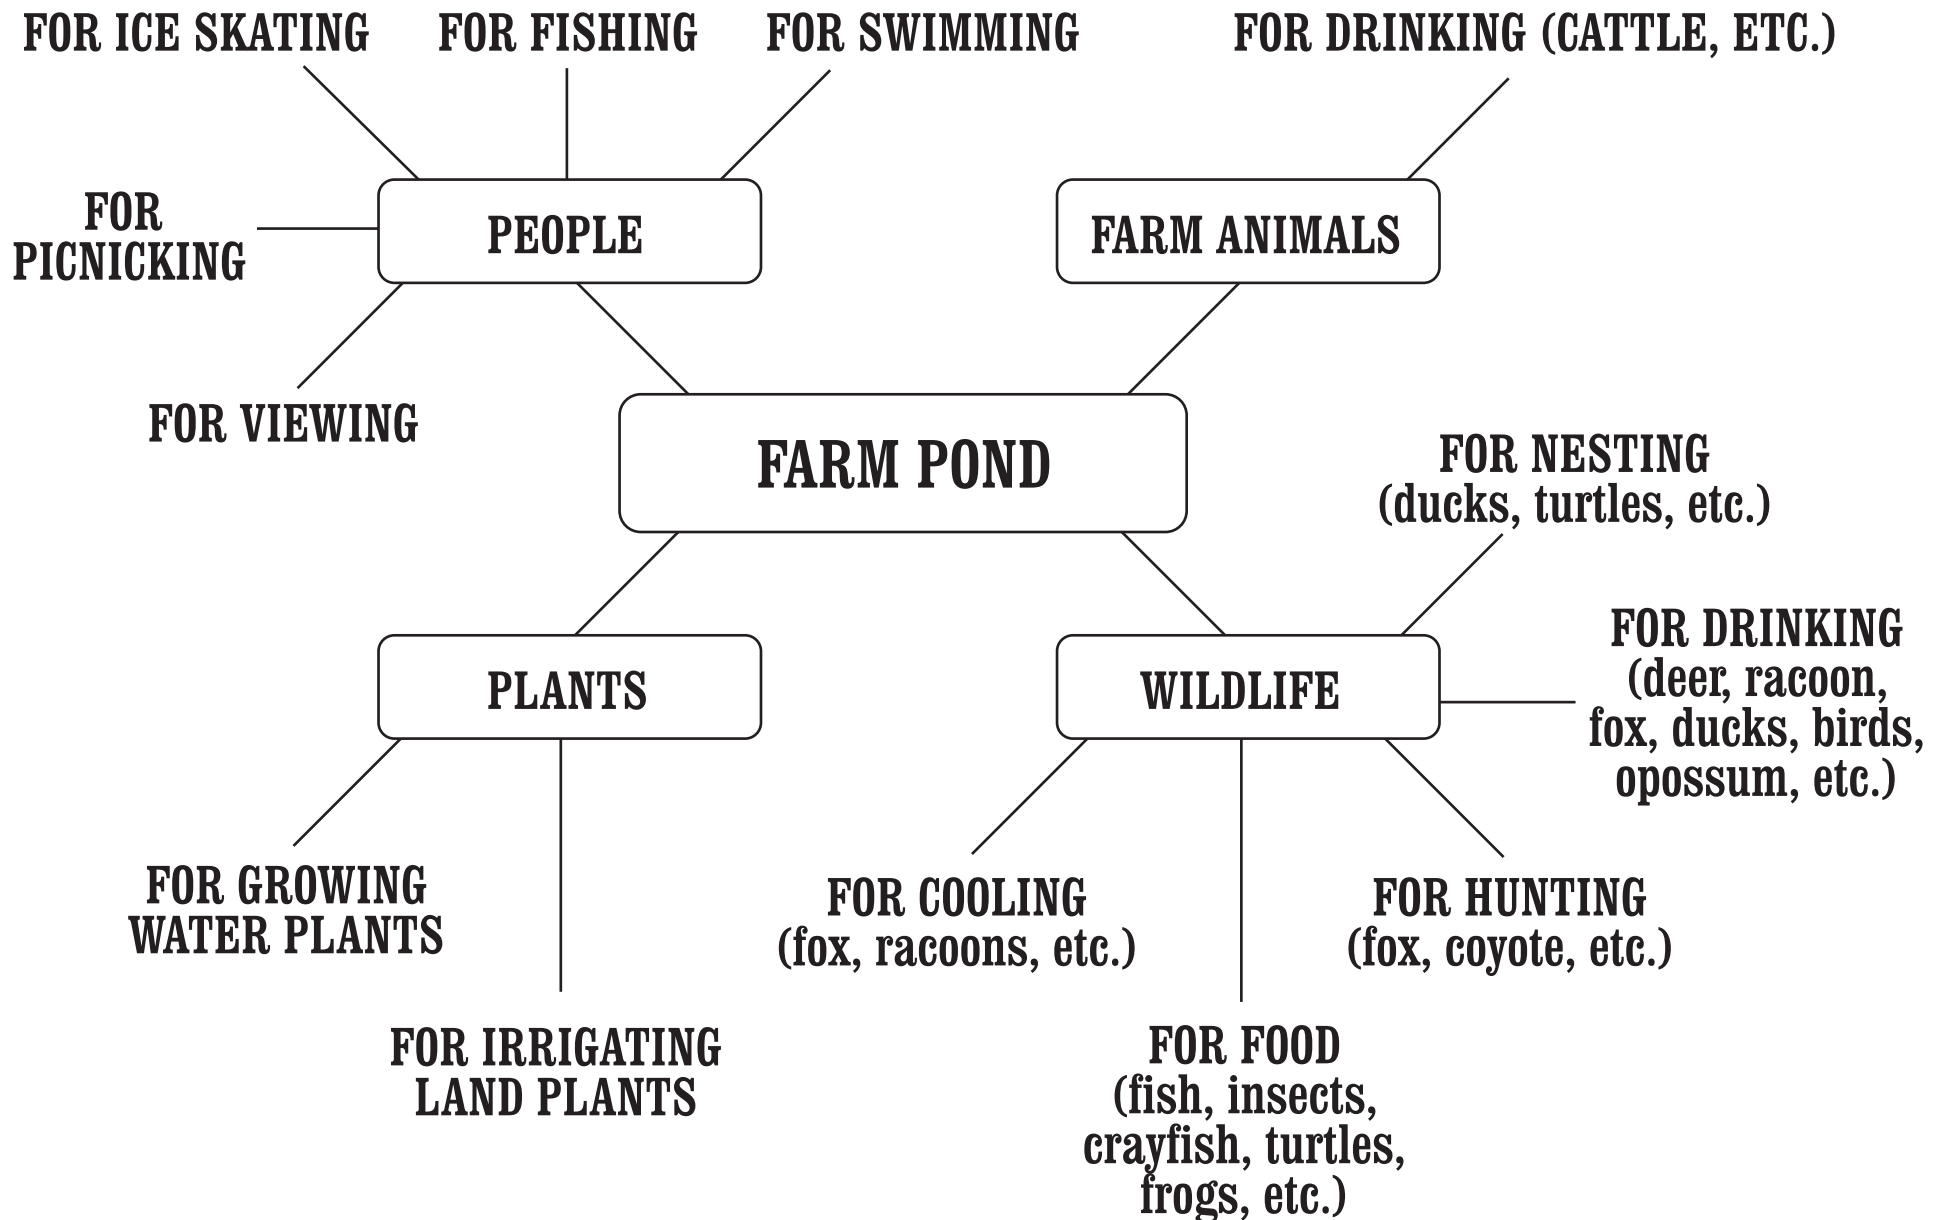 FOR ICE SKATING
FOR FISHING
FOR SWIMMING
FOR DRINKING (CATTLE, ETC.)
FOR
PICNICKING
PEOPLE
FARM ANIMALS
FOR VIEWING
FARM POND
FOR NESTING
(ducks, turtles, etc.)
PLANTS
WILDLIFE
FOR DRINKING
(deer, racoon,
fox, ducks, birds,
opossum, etc.)
FOR GROWING
WATER PLANTS
FOR COOLING
(fox, racoons, etc.)
FOR HUNTING
(fox, coyote, etc.)
FOR IRRIGATING
LAND PLANTS
FOR FOOD
(fish, insects,
crayfish, turtles,
frogs, etc.)